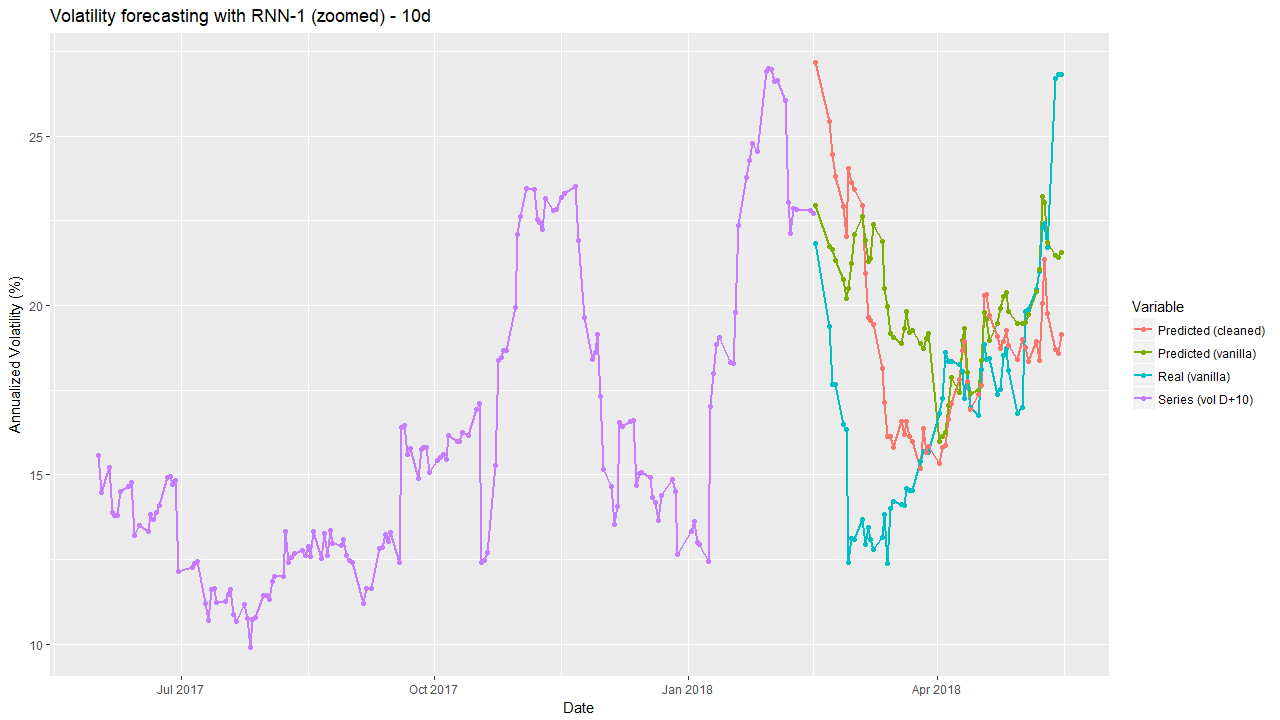 Volatility forecasting with RNN-1 (zoomed) - 10d
Annualized Volatility (%)
25
20
15
10
Jul 2017
Oct 2017
Jan 2018
Apr 2018
Date
Variable
Predicted (cleaned)
Predicted (vanilla)
Real (vanilla)
Series (vol D+10)